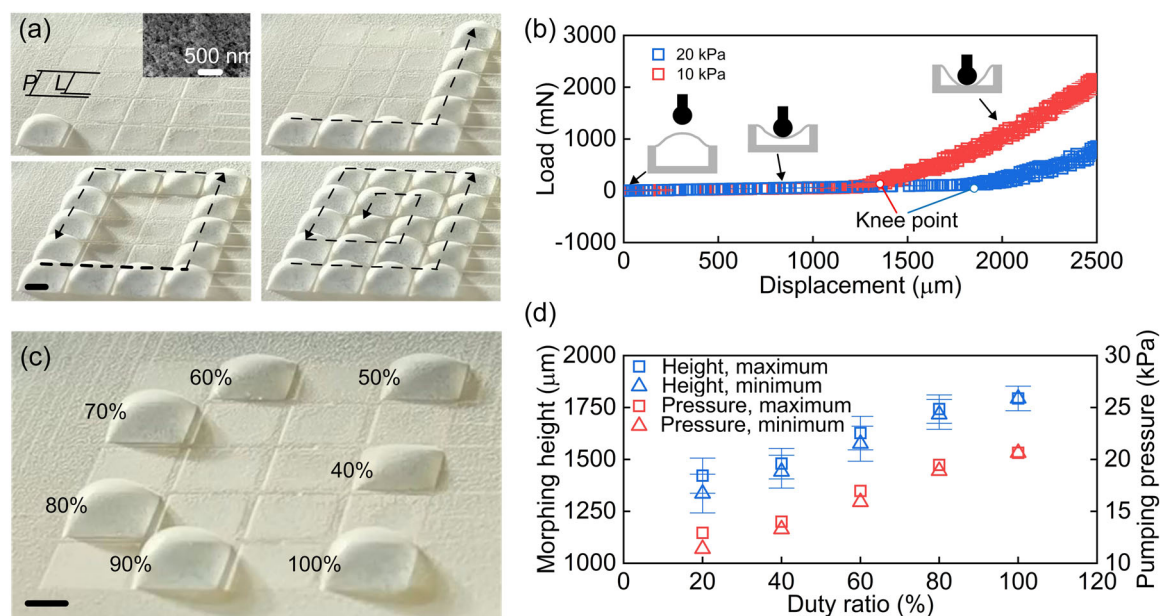 (a)
500 nm
P L
(b)
3000
2000
1000
0
-1000
Load (mN)
20 kPa
10 kPa
Knee point
0 500 1000 1500 2000 2500
Displacement (μm)
(c)
60%
50%
70%
40%
80%
90%
100%
(d)
2000
1750
1500
1250
1000
Morphing height (μm)
Height, maximum
Height, minimum
Pressure, maximum
Pressure, minimum
30
25
20
15
10
Pumping pressure (kPa)
0 20 40 60 80 100 120
Duty ratio (%)